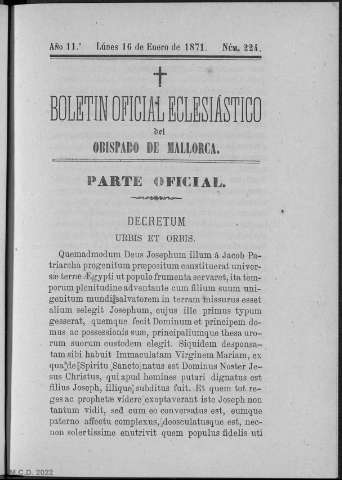 Año 11.º Lúnes 16 de Enero de 1871. Núm. 224.
BOLETIN OFICIAL ECLESIÁSTICO
del
OBISPADO DE MALLORCA.
PARTE OFICIAL.
DECRETUM
URBIS ET ORBIS.
Quemadmodum Deus Josephum illum á Jacob Pa-
triarcha progenitum præpositum constituerat univer-
sæ terræ Ægypti ut populo frumenta servaret, ita tem-
porum plenitudine adventante cum filium suum uni-
genitum mundi salvatorem in terram missurus esset
alium selegit Josephum, cujus ille primus typum
gesserat, quemque fecit Dominum et principem do-
mus ac possessionis suæ, principaliumque thesauro-
rum suorum custodem elegit. Siquidem despensa-
tam sibi habuit Immaculatam Virginem Mariam, ex
qua de Spiritu Sancto natus est Dominus Noster Je-
sus Christus, qui apud homines putari dignatus est
filius Joseph, illique subditus fuit. Et quem tot re-
ges ac prophetæ videre exoptaverant iste Joseph non
tantum vidit, sed cum eo conversatus est, eumque
paterno affectu complexus, deosculatusque est, nec-
non solertissime enutrivit quem populus fidelis uti
M.C.D. 2022